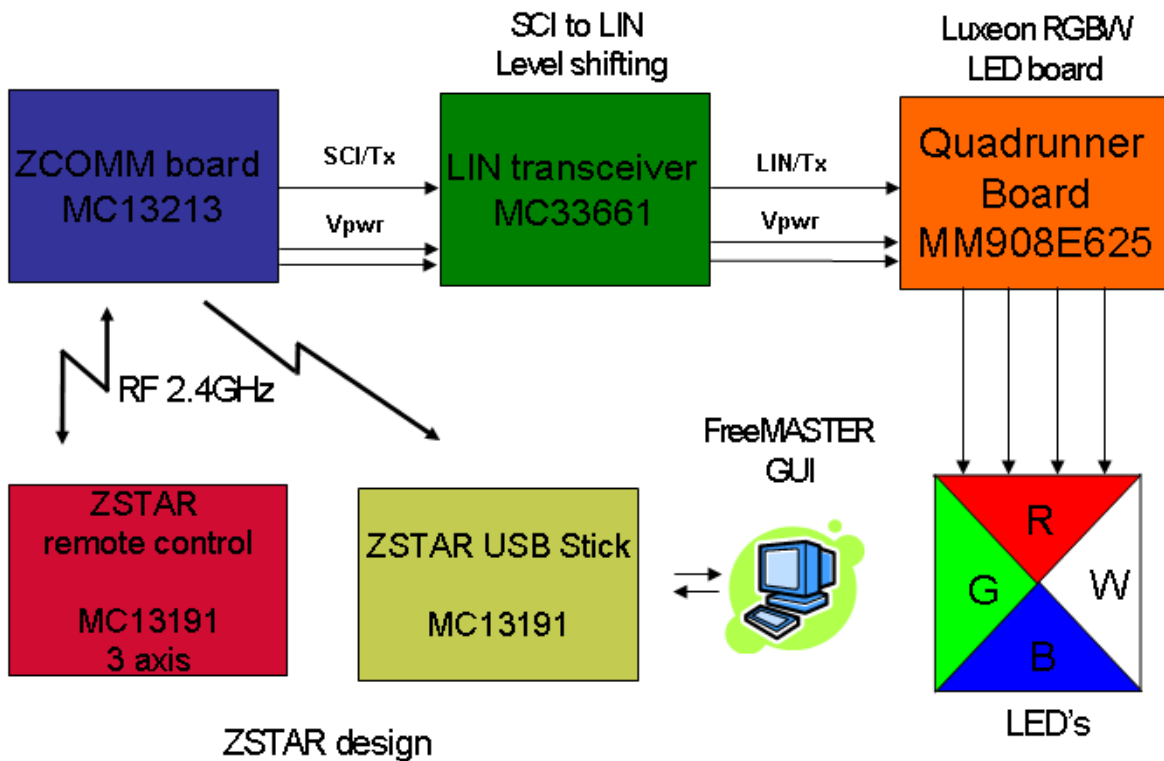 SCI to LIN
Level shifting
Luxeon RGBW
LED board
ZCOMM board
MC13213
SCI/Tx
Vpwr
LIN transceiver
MC33661
LIN/Tx
Vpwr
Quadrunner
Board
MM908E625
RF 2.4GHz
FreeMASTER
GUI
ZSTAR
remote control
MC13191
3 axis
ZSTAR USB Stick
MC13191
R
G
W
B
LED's
ZSTAR design